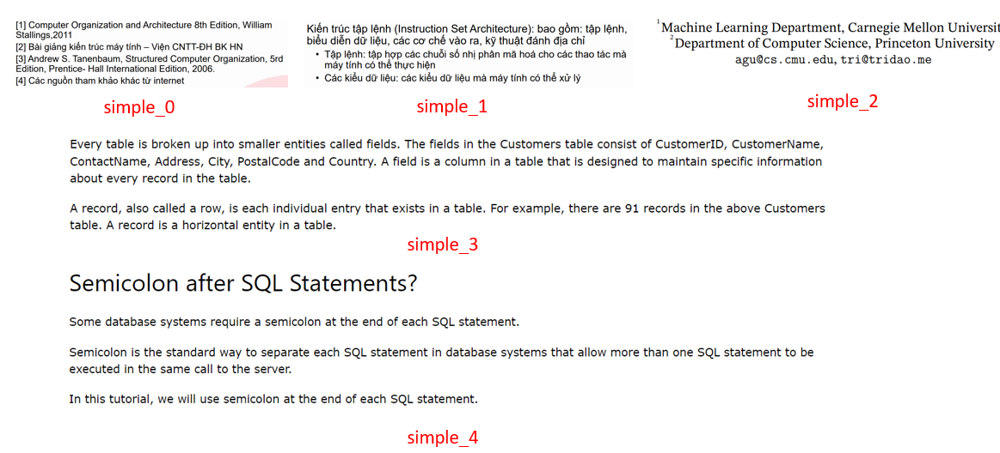 [1] Computer Organization and Architecture 8th Edition, William
Stallings,2011
[2] Bài giảng kiến trúc máy tính – Viện CNTT-ĐH BK HN
[3] Andrew S. Tanenbaum, Structured Computer Organization, 5rd
Edition, Prentice- Hall International Edition, 2006.
[4] Các nguồn tham khảo khác từ internet
simple_0
Kiến trúc tập lệnh (Instruction Set Architecture): bao gồm: tập lệnh,
biểu diễn dữ liệu, các cơ chế vào ra, kỹ thuật đánh địa chỉ
• Tập lệnh: tập hợp các chuỗi số nhị phân mã hoá cho các thao tác mà
máy tính có thể thực hiện
• Các kiểu dữ liệu: các kiểu dữ liệu mà máy tính có thể xử lý
simple_1
1 Machine Learning Department, Carnegie Mellon Universit
2 Department of Computer Science, Princeton University
agu@cs.cmu.edu, tri@tridao.me
simple_2
Every table is broken up into smaller entities called fields. The fields in the Customers table consist of CustomerID, CustomerName,
ContactName, Address, City, PostalCode and Country. A field is a column in a table that is designed to maintain specific information
about every record in the table.
A record, also called a row, is each individual entry that exists in a table. For example, there are 91 records in the above Customers
table. A record is a horizontal entity in a table.
simple_3
Semicolon after SQL Statements?
Some database systems require a semicolon at the end of each SQL statement.
Semicolon is the standard way to separate each SQL statement in database systems that allow more than one SQL statement to be
executed in the same call to the server.
In this tutorial, we will use semicolon at the end of each SQL statement.
simple_4